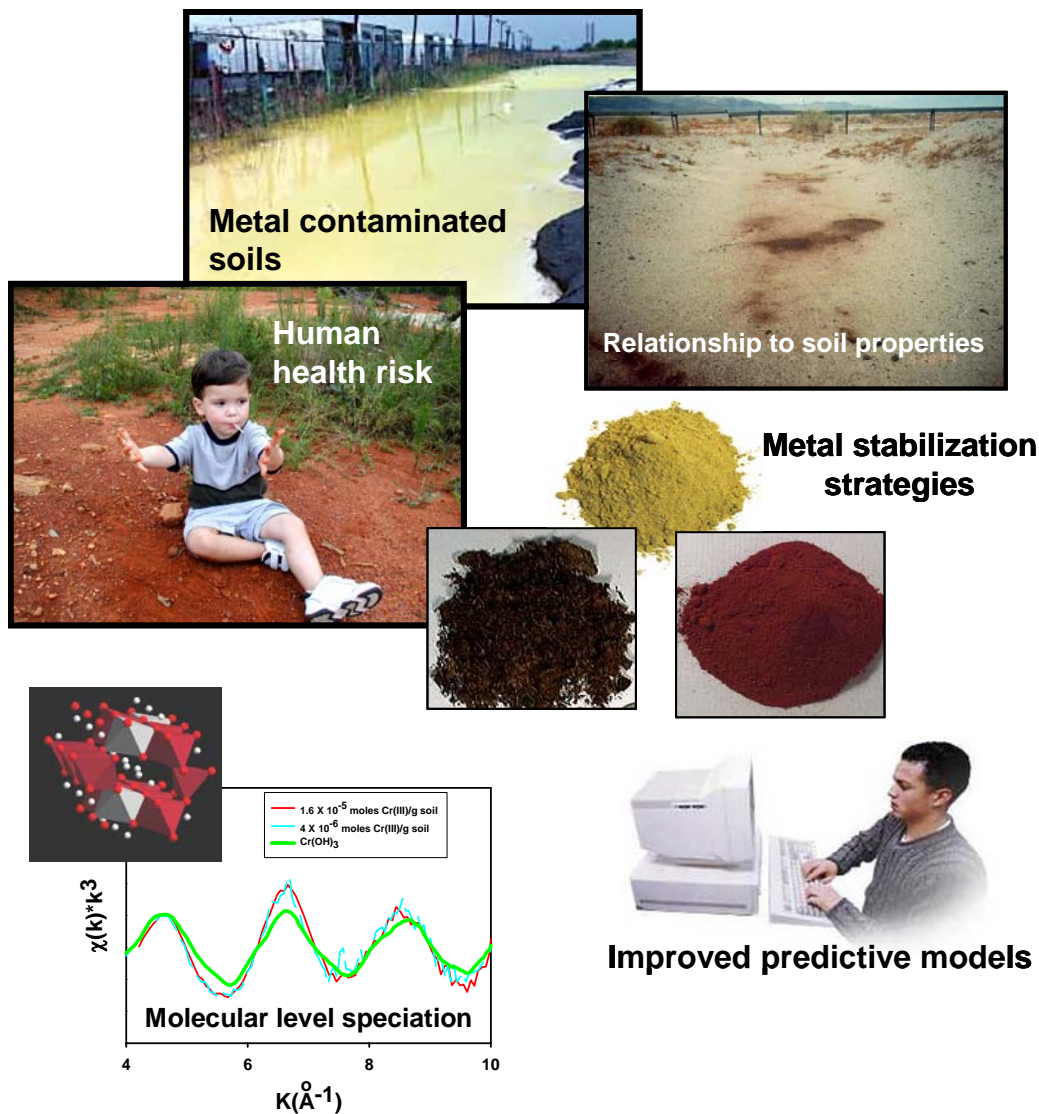 Metal contaminated
soils
Relationship to soil properties
Human
health risk
Metal stabilization
strategies
1.6 X 10⁻⁵ moles Cr(III)/g soil
4 X 10⁻⁶ moles Cr(III)/g soil
Cr(OH)₃
χ(k)*k³
Molecular level speciation
4 6 8 10
K(Å⁻¹)
Improved predictive models